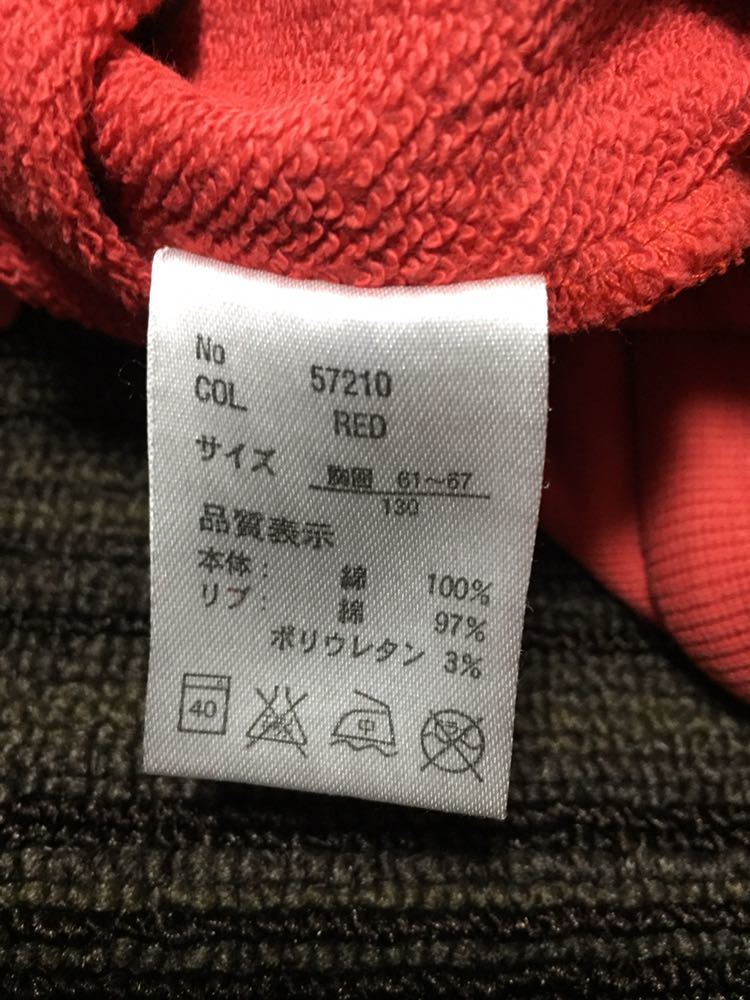 No 57210
COL RED
サイズ 胸囲 61〜67
130
品質表示
本体： 綿 100%
リブ： 綿 97%
ポリウレタン 3%
40 中